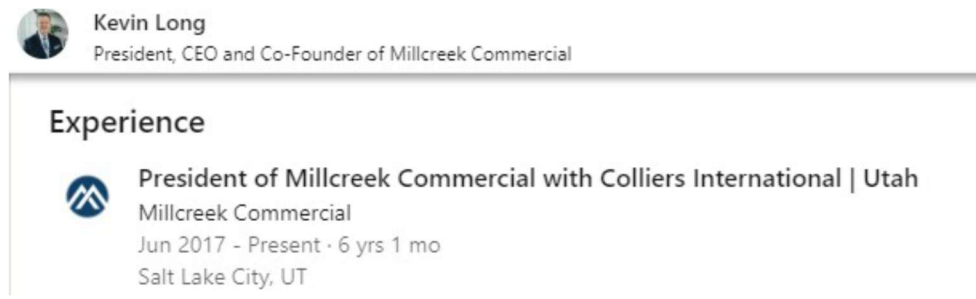 Kevin Long
President, CEO and Co-Founder of Millcreek Commercial
Experience
President of Millcreek Commercial with Colliers International | Utah
Millcreek Commercial
Jun 2017 - Present · 6 yrs 1 mo
Salt Lake City, UT